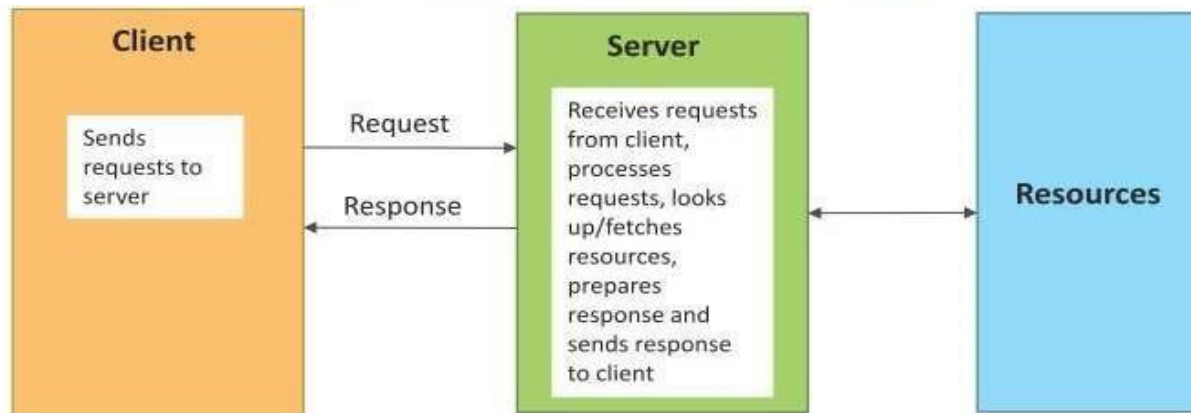 Client
Sends
requests to
server
Request
Response
Server
Receives requests
from client,
processes
requests, looks
up/fetches
resources,
prepares
response and
sends response
to client
Resources